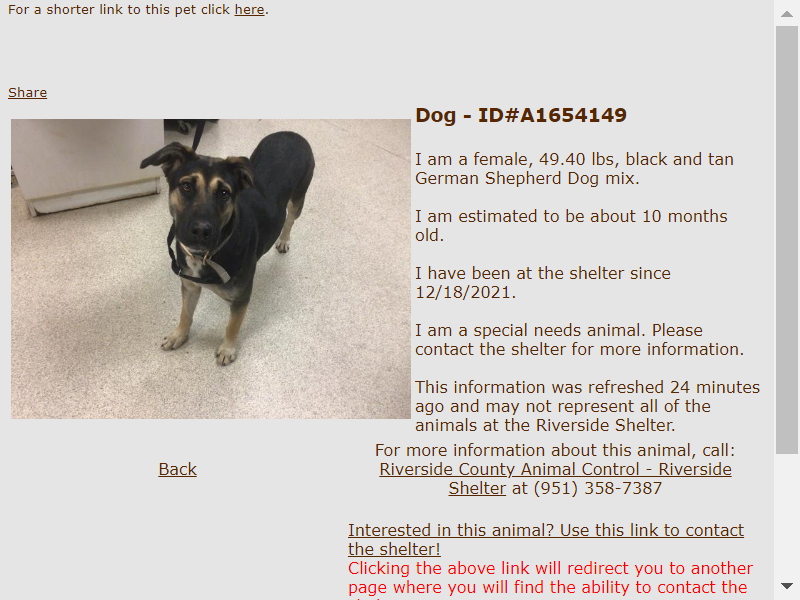 For a shorter link to this pet click here.
Share
Dog - ID#A1654149
I am a female, 49.40 lbs, black and tan
German Shepherd Dog mix.
I am estimated to be about 10 months
old.
I have been at the shelter since
12/18/2021.
I am a special needs animal. Please
contact the shelter for more information.
This information was refreshed 24 minutes
ago and may not represent all of the
animals at the Riverside Shelter.
For more information about this animal, call:
Back
Riverside County Animal Control - Riverside
Shelter at (951) 358-7387
Interested in this animal? Use this link to contact
the shelter!
Clicking the above link will redirect you to another
page where you will find the ability to contact the